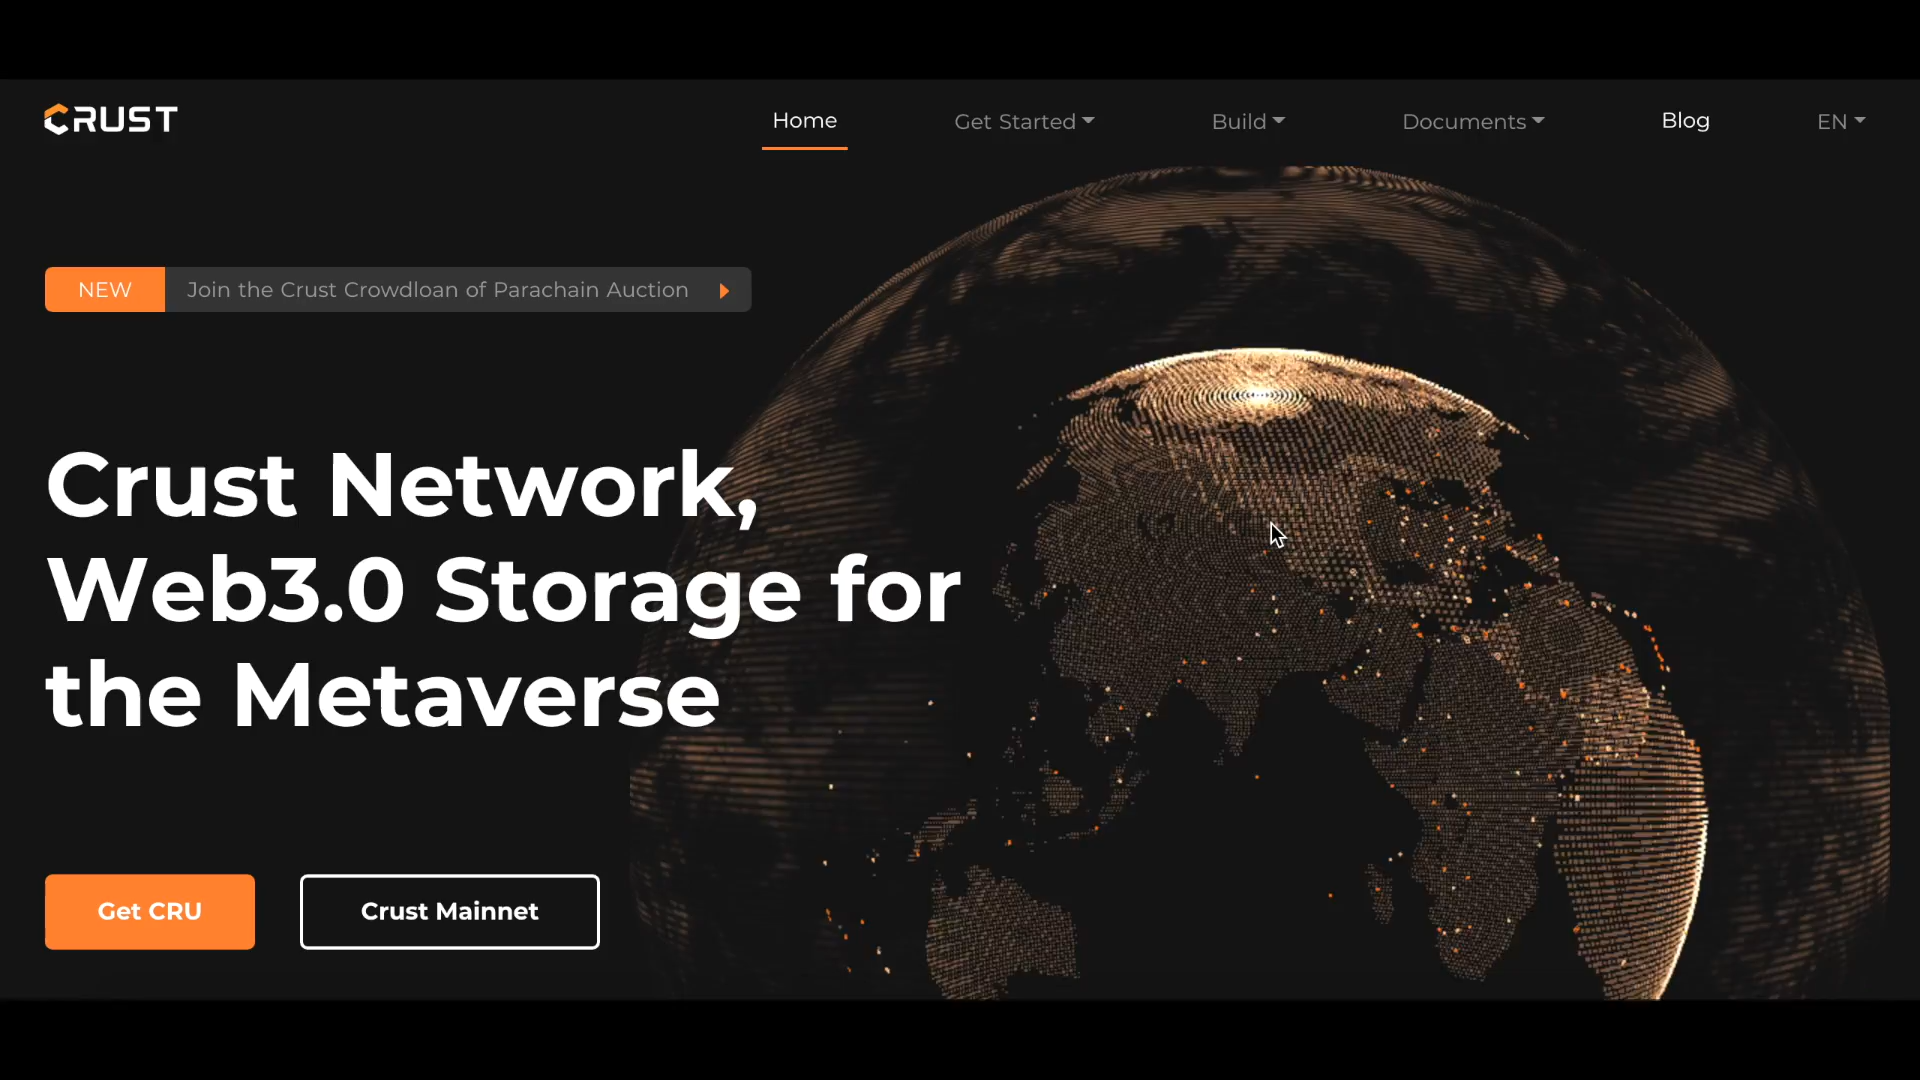 CRUST
Home
Get Started
Build
Documents
Blog
EN
NEW
Join the Crust Crowdloan of Parachain Auction
Crust Network,
Web3.0 Storage for
the Metaverse
Get CRU
Crust Mainnet